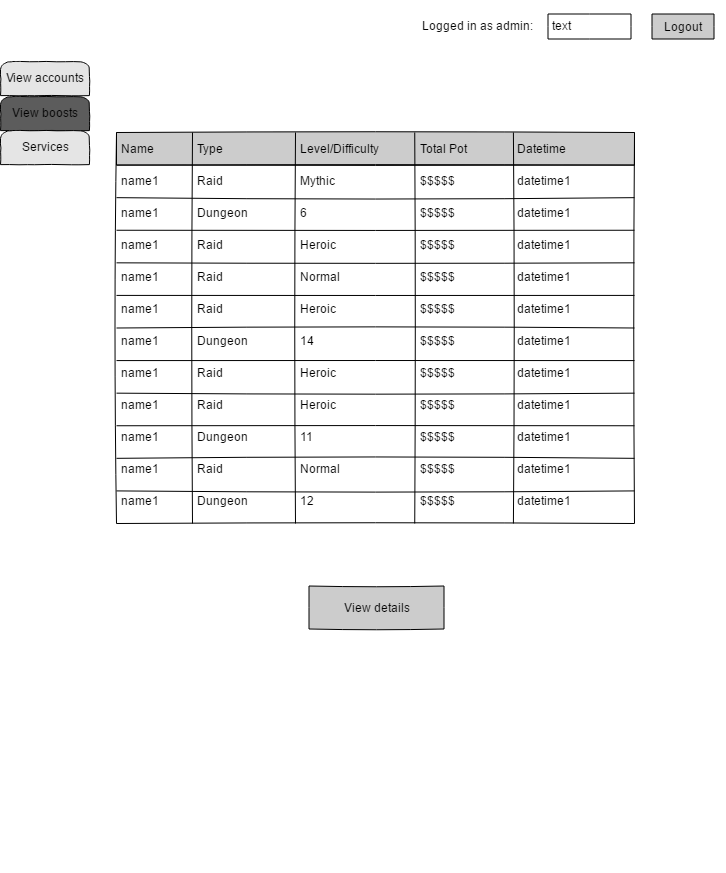 Logged in as admin: text Logout
View accounts
View boosts
Services
Name Type Level/Difficulty Total Pot Datetime
name1 Raid Mythic $$$$$ datetime1
name1 Dungeon 6 $$$$$ datetime1
name1 Raid Heroic $$$$$ datetime1
name1 Raid Normal $$$$$ datetime1
name1 Raid Heroic $$$$$ datetime1
name1 Dungeon 14 $$$$$ datetime1
name1 Raid Heroic $$$$$ datetime1
name1 Raid Heroic $$$$$ datetime1
name1 Dungeon 11 $$$$$ datetime1
name1 Raid Normal $$$$$ datetime1
name1 Dungeon 12 $$$$$ datetime1
View details